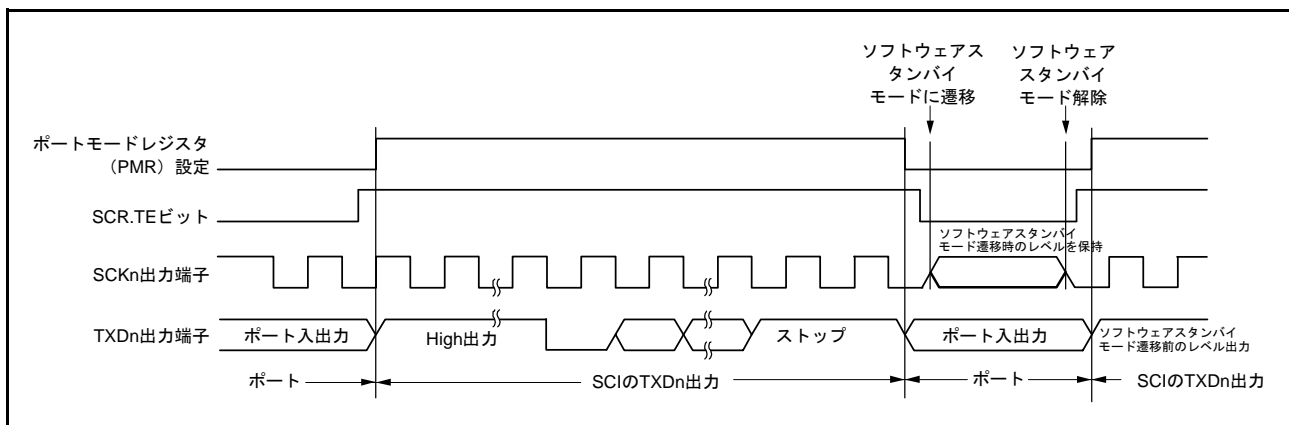 ソフトウェアス
タンバイ
モードに遷移
ソフトウェア
スタンバイ
モード解除
ポートモードレジスタ
（PMR）設定
SCR.TEビット
ソフトウェアスタンバイ
モード遷移時のレベルを保持
SCKn出力端子
TXDn出力端子
ポート入出力
High出力
ストップ
ポート入出力
ソフトウェアスタンバイ
モード遷移前のレベル出力
ポート
SCIのTXDn出力
ポート
SCIのTXDn出力